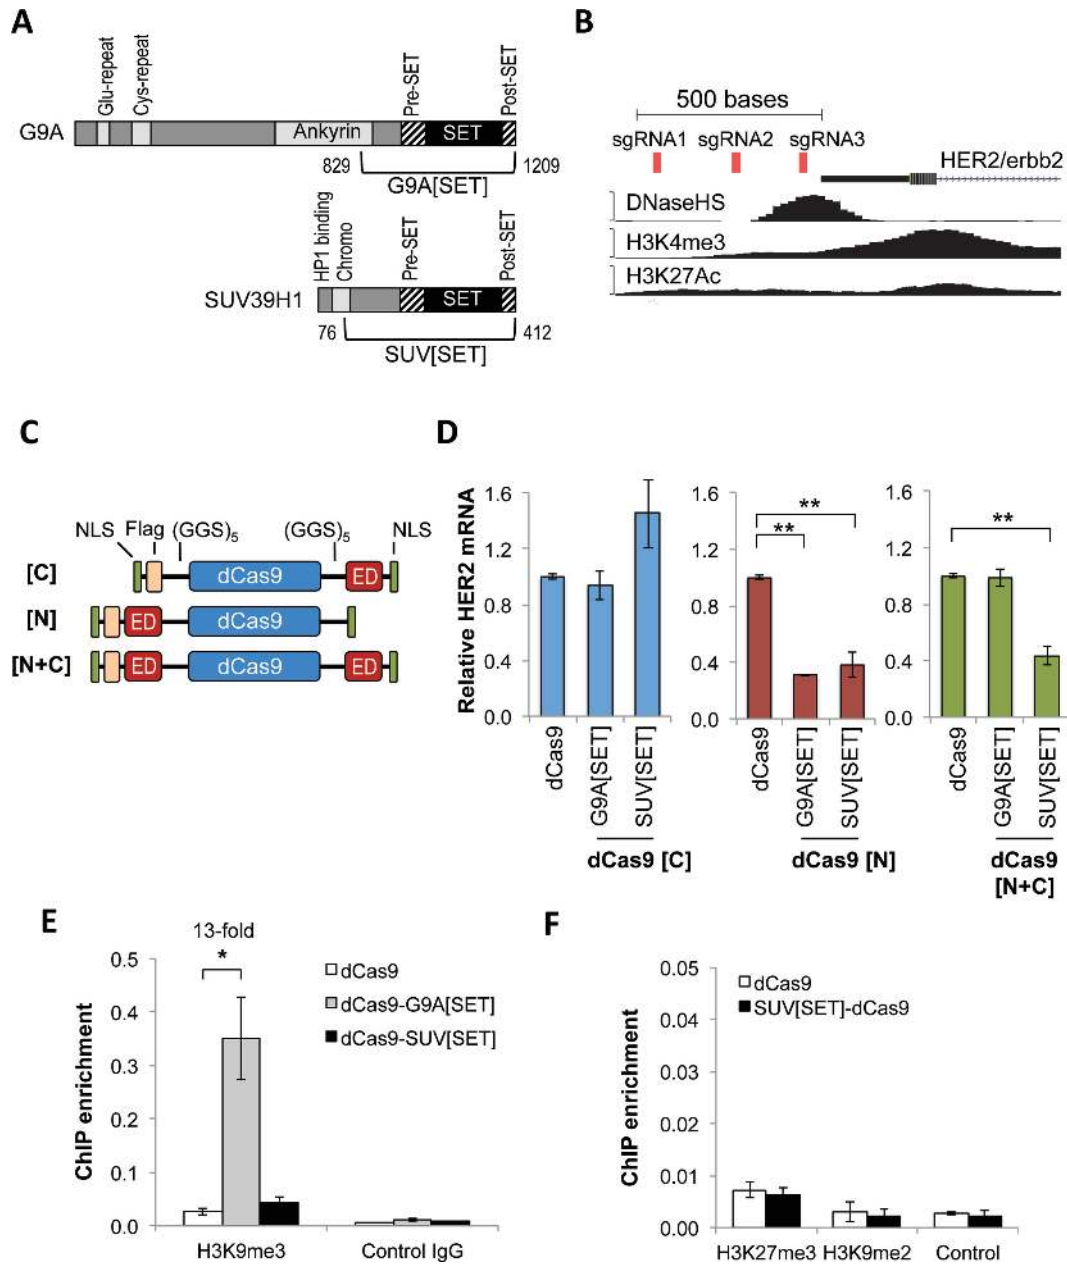 A
Glu-repeat
Cys-repeat
Pre-SET
Post-SET
G9A
Ankyrin
SET
829
1209
G9A[SET]
HP1 binding
Chromo
Pre-SET
Post-SET
SUV39H1
SET
76
412
SUV[SET]
B
500 bases
sgRNA1
sgRNA2
sgRNA3
HER2/erbb2
DNaseHS
H3K4me3
H3K27Ac
C
NLS
Flag
(GGS)5
(GGS)5
NLS
[C]
dCas9
ED
[N]
ED
dCas9
[N+C]
ED
dCas9
ED
D
Relative HER2 mRNA
1.6
1.2
0.8
0.4
0.0
dCas9
G9A[SET]
SUV[SET]
dCas9 [C]
1.6
1.2
0.8
0.4
0.0
**
**
dCas9
G9A[SET]
SUV[SET]
dCas9 [N]
1.6
1.2
0.8
0.4
0.0
**
dCas9
G9A[SET]
SUV[SET]
dCas9
[N+C]
E
13-fold
*
ChIP enrichment
0.5
0.4
0.3
0.2
0.1
0.0
dCas9
dCas9-G9A[SET]
dCas9-SUV[SET]
H3K9me3
Control IgG
F
ChIP enrichment
0.05
0.04
0.03
0.02
0.01
0.00
dCas9
SUV[SET]-dCas9
H3K27me3
H3K9me2
Control